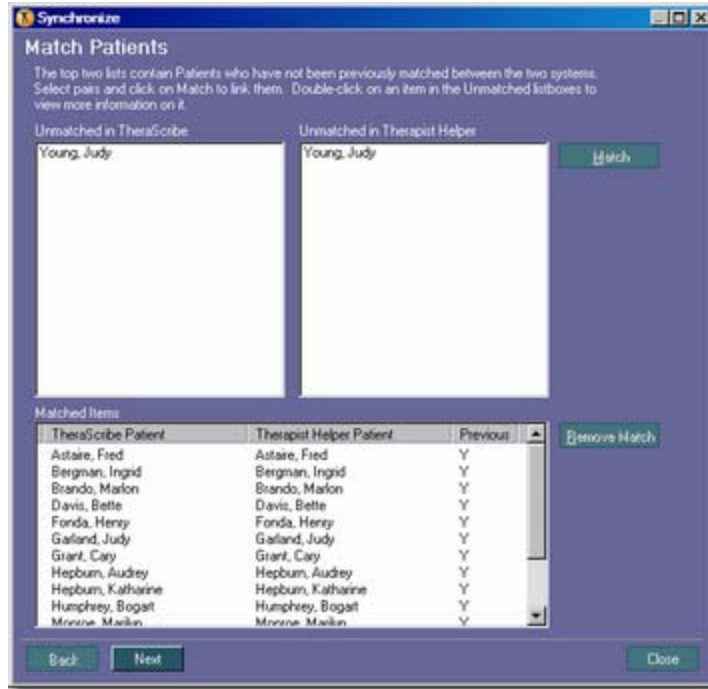 Synchronize
Match Patients
The top two lists contain Patients who have not been previously matched between the two systems.
Select pairs and click on Match to link them. Double-click on an item in the Unmatched listboxes to
view more information on it.
Unmatched in TheraScribe Unmatched in Therapist Helper
Young, Judy Young, Judy
Match
Matched Items
TheraScribe Patient Therapist Helper Patient Previous
Astaire, Fred Astaire, Fred Y
Bergman, Ingrid Bergman, Ingrid Y
Brando, Marlon Brando, Marlon Y
Davis, Bette Davis, Bette Y
Fonda, Henry Fonda, Henry Y
Garland, Judy Garland, Judy Y
Grant, Cary Grant, Cary Y
Hepburn, Audrey Hepburn, Audrey Y
Hepburn, Katharine Hepburn, Katharine Y
Humphrey, Bogart Humphrey, Bogart Y
Monroe, Marilyn Monroe, Marilyn Y
Remove Match
Back Next Close